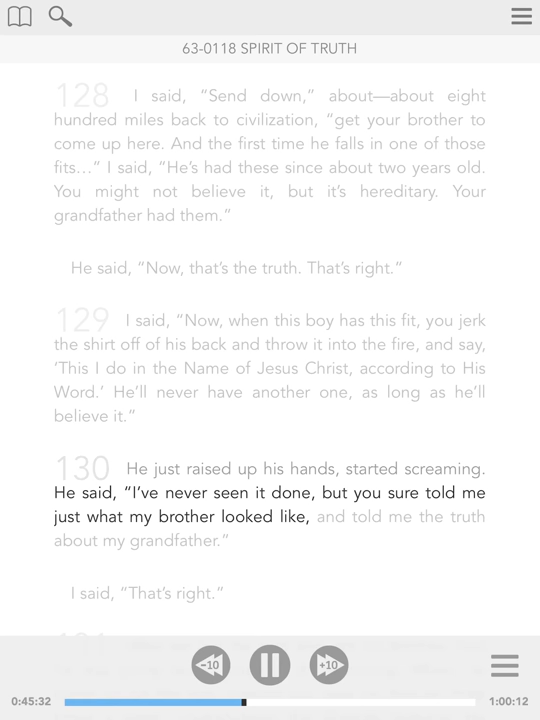 63-0118 SPIRIT OF TRUTH
128 I said, “Send down,” about—about eight
hundred miles back to civilization, “get your brother to
come up here. And the first time he falls in one of those
fits…” I said, “He’s had these since about two years old.
You might not believe it, but it’s hereditary. Your
grandfather had them.”
He said, “Now, that’s the truth. That’s right.”
129 I said, “Now, when this boy has this fit, you jerk
the shirt off of his back and throw it into the fire, and say,
‘This I do in the Name of Jesus Christ, according to His
Word.’ He’ll never have another one, as long as he’ll
believe it.”
130 He just raised up his hands, started screaming.
He said, “I’ve never seen it done, but you sure told me
just what my brother looked like, and told me the truth
about my grandfather.”
I said, “That’s right.”
-10
+10
0:45:32
1:00:12